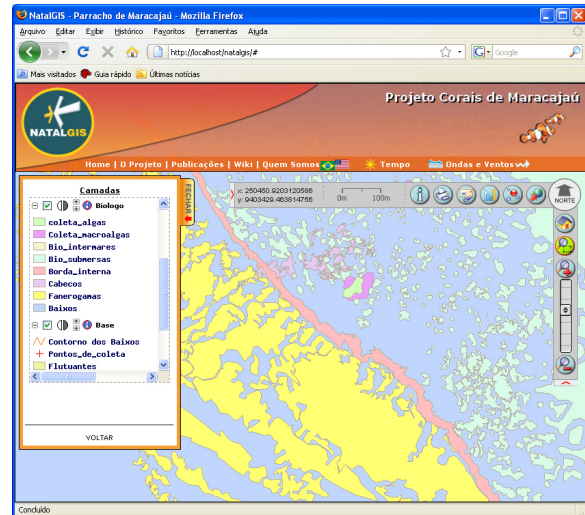 NatalGIS - Parracho de Maracajaú - Mozilla Firefox
Arquivo Editar Exibir Histórico Favoritos Ferramentas Ajuda
http://localhost/natalgis/#
G Google
Mais visitados Guia rápido Últimas notícias
Projeto Corais de Maracajaú
NATALGIS
Home | O Projeto | Publicações | Wiki | Quem Somos Tempo Ondas e Ventos
Camadas
FECHAR
x: 250450.9203120586
y: 9403429.463814756
0m 100m
NORTE
Biologo
coleta_algas
Coleta_macroalgas
Bio_intermares
Bio_submersas
Borda_interna
Cabecos
Fanerogamas
Baixos
Base
Contorno dos Baixos
Pontos_de_coleta
Flutuantes
VOLTAR
Concluído